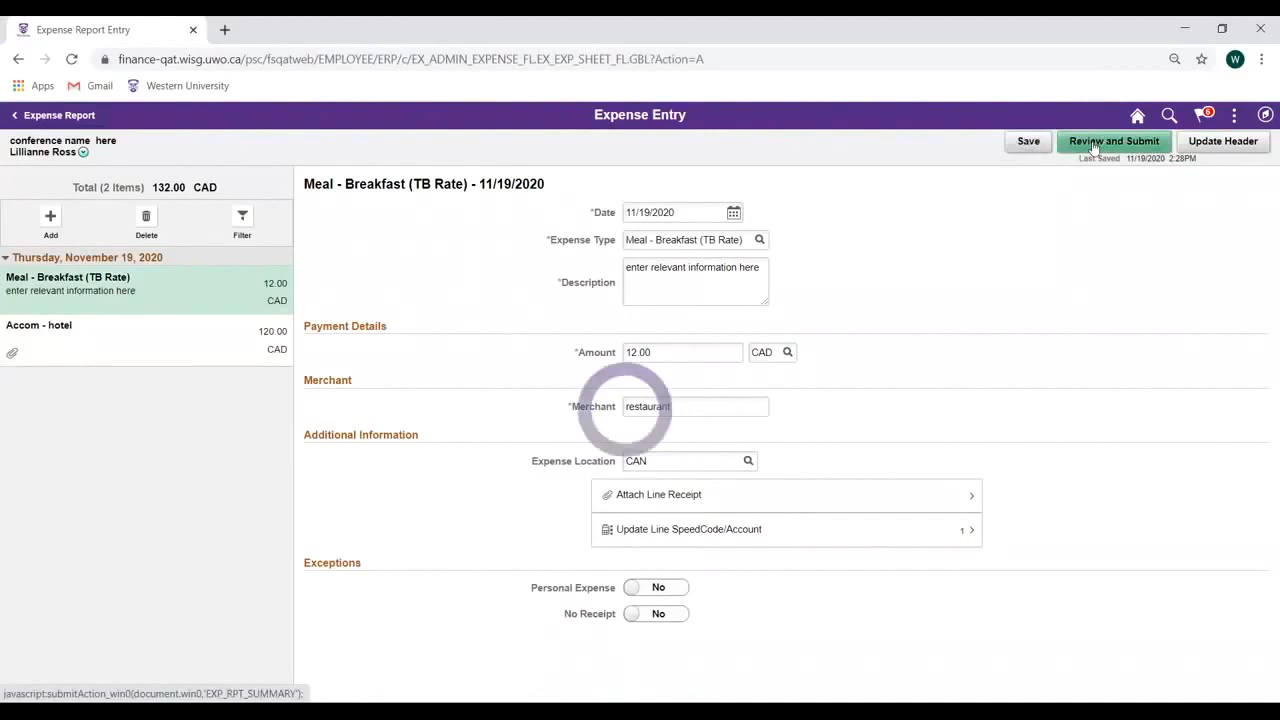 Expense Report Entry
finance-qat.wisg.uwo.ca/psc/fsqatweb/EMPLOYEE/ERP/c/EX_ADMIN_EXPENSE_FL.EX_EXP_SHEET_FL.GBL?Action=A
W
Apps Gmail Western University
Expense Report
Expense Entry
6
conference name here
Lillianne Ross
Save Review and Submit Update Header
Last Saved 11/19/2020 2:28PM
Total (2 items) 132.00 CAD
Add Delete Filter
Thursday, November 19, 2020
Meal - Breakfast (TB Rate)
enter relevant information here
12.00
CAD
Accom - hotel
120.00
CAD
Meal - Breakfast (TB Rate) - 11/19/2020
*Date 11/19/2020
*Expense Type Meal - Breakfast (TB Rate)
*Description enter relevant information here
Payment Details
*Amount 12.00 CAD
Merchant
*Merchant restaurant
Additional Information
Expense Location CAN
Attach Line Receipt
Update Line SpeedCode/Account 1
Exceptions
Personal Expense No
No Receipt No
javascript:submitAction_win0(document.win0,'EXP_RPT_SUMMARY');